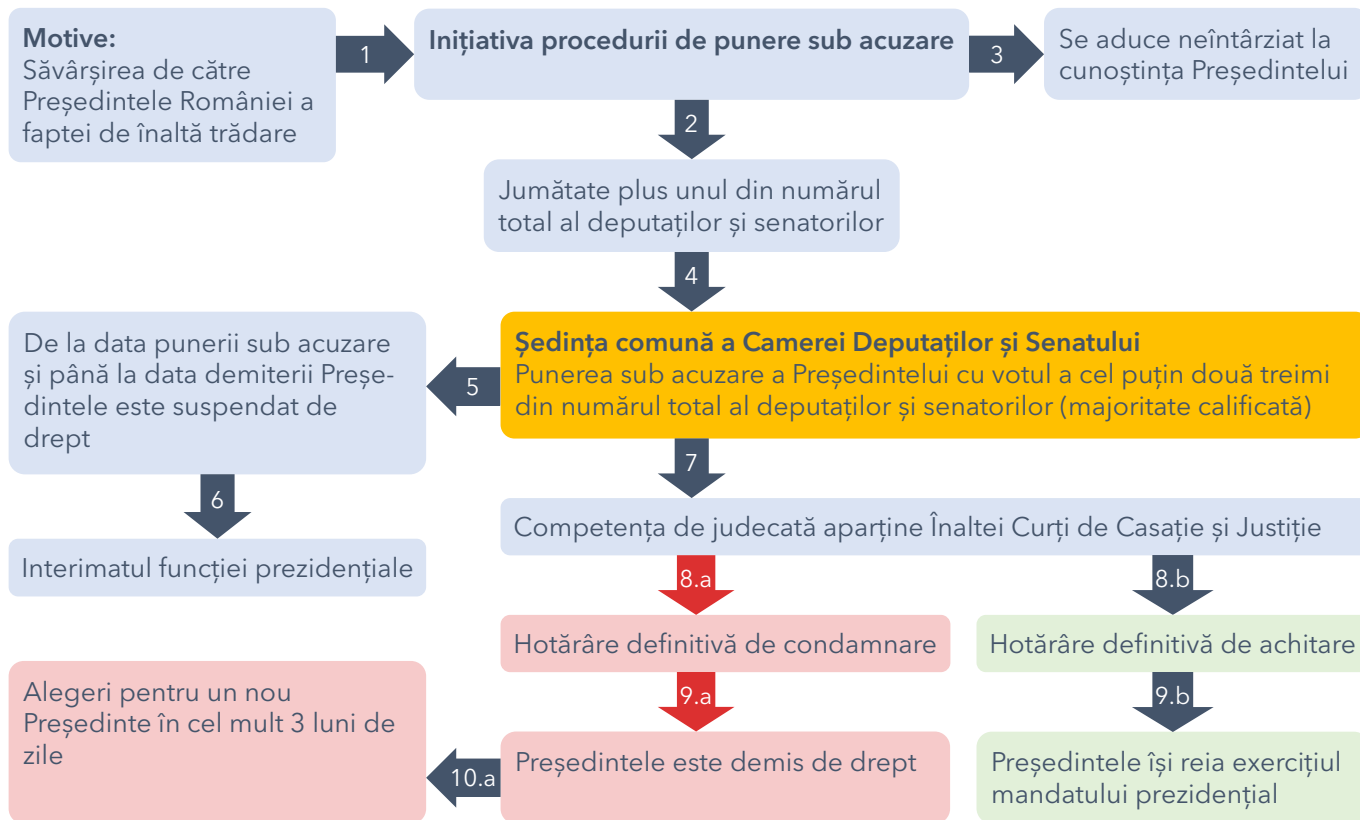 Motive:
Săvârșirea de către
Președintele României a
faptei de înaltă trădare
1
Inițiativa procedurii de punere sub acuzare
3
Se aduce neîntârziat la
cunoștința Președintelui
2
Jumătate plus unul din numărul
total al deputaților și senatorilor
4
Ședința comună a Camerei Deputaților și Senatului
Punerea sub acuzare a Președintelui cu votul a cel puțin două treimi
din numărul total al deputaților și senatorilor (majoritate calificată)
5
De la data punerii sub acuzare
și până la data demiterii Preșe-
dintele este suspendat de
drept
6
Interimatul funcției prezidențiale
7
Competența de judecată aparține Înaltei Curți de Casație și Justiție
8.a
8.b
Hotărâre definitivă de condamnare
Hotărâre definitivă de achitare
9.a
9.b
Președintele este demis de drept
Președintele își reia exercițiul
mandatului prezidențial
10.a
Alegeri pentru un nou
Președinte în cel mult 3 luni de
zile